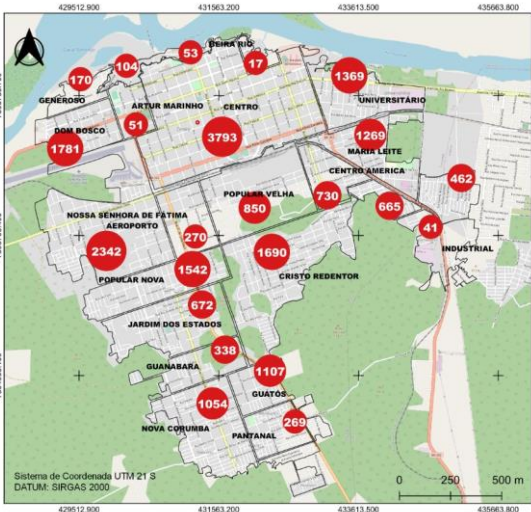 429512.900 431563.200 433613.500 435663.800
BEIRA RIO
53
17
104
170
1369
GENEROSO
UNIVERSITÁRIO
ARTUR MARINHO
CENTRO
51
DOM BOSCO
1781
3793
1269
MARIA LEITE
CENTRO AMERICA
462
POPULAR VELHA
730
850
665
NOSSA SENHORA DE FÁTIMA
AEROPORTO
41
270
INDUSTRIAL
2342
1690
1542
POPULAR NOVA
CRISTO REDENTOR
672
JARDIM DOS ESTADOS
338
GUANABARA
1107
GUATÓS
1054
269
NOVA CORUMBA
PANTANAL
Sistema de Coordenada UTM 21 S
DATUM: SIRGAS 2000
0 250 500 m
429512.900 431563.200 433613.500 435663.800